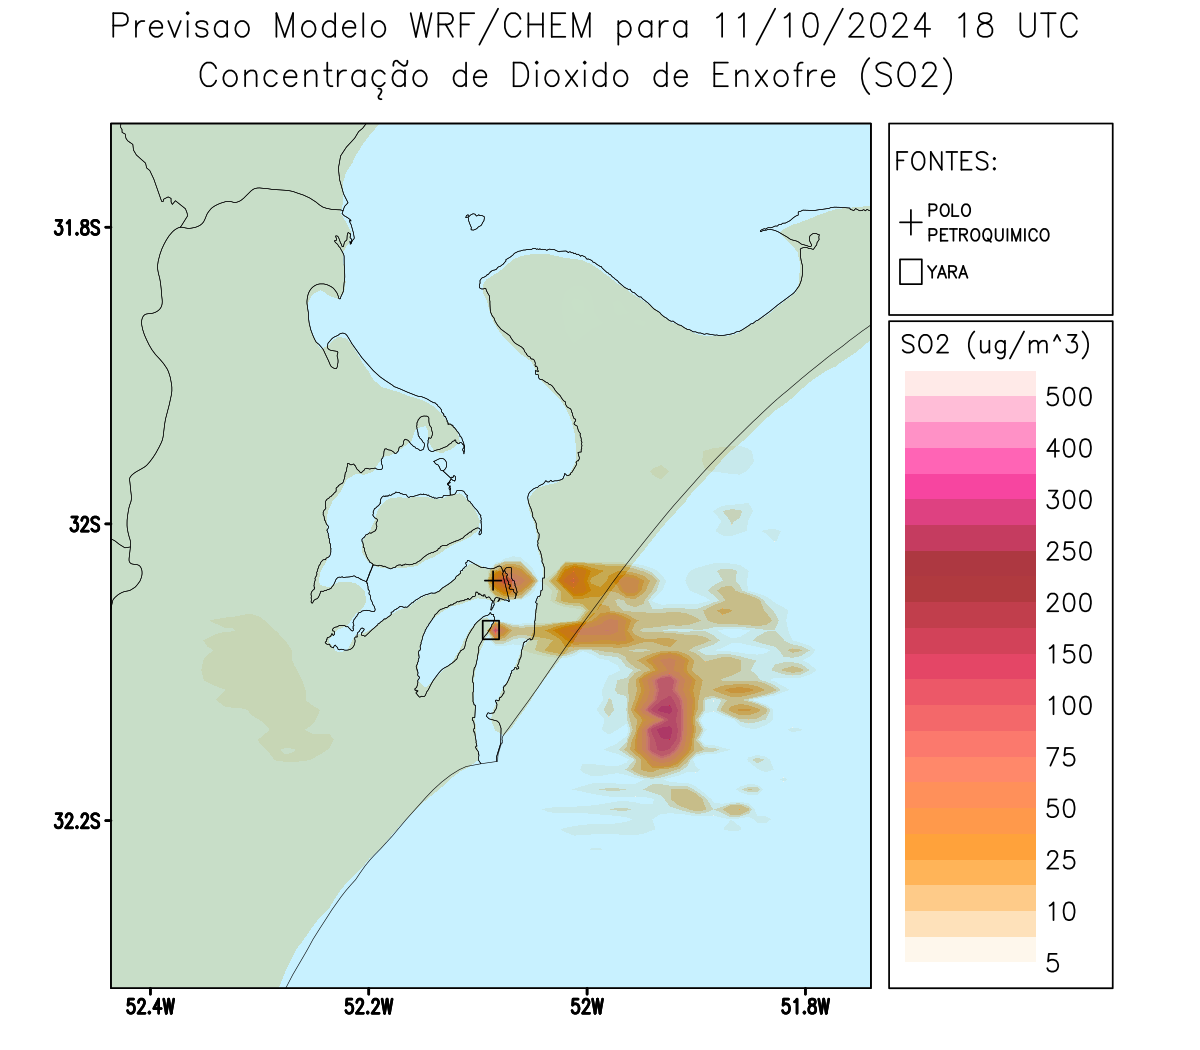 Previsao Modelo WRF/CHEM para 11/10/2024 18 UTC
Concentração de Dioxido de Enxofre (SO2)
FONTES:
POLO
PETROQUIMICO
YARA
31.8S
32S
32.2S
52.4W
52.2W
52W
51.8W
SO2 (ug/m^3)
500
400
300
250
200
150
100
75
50
25
10
5